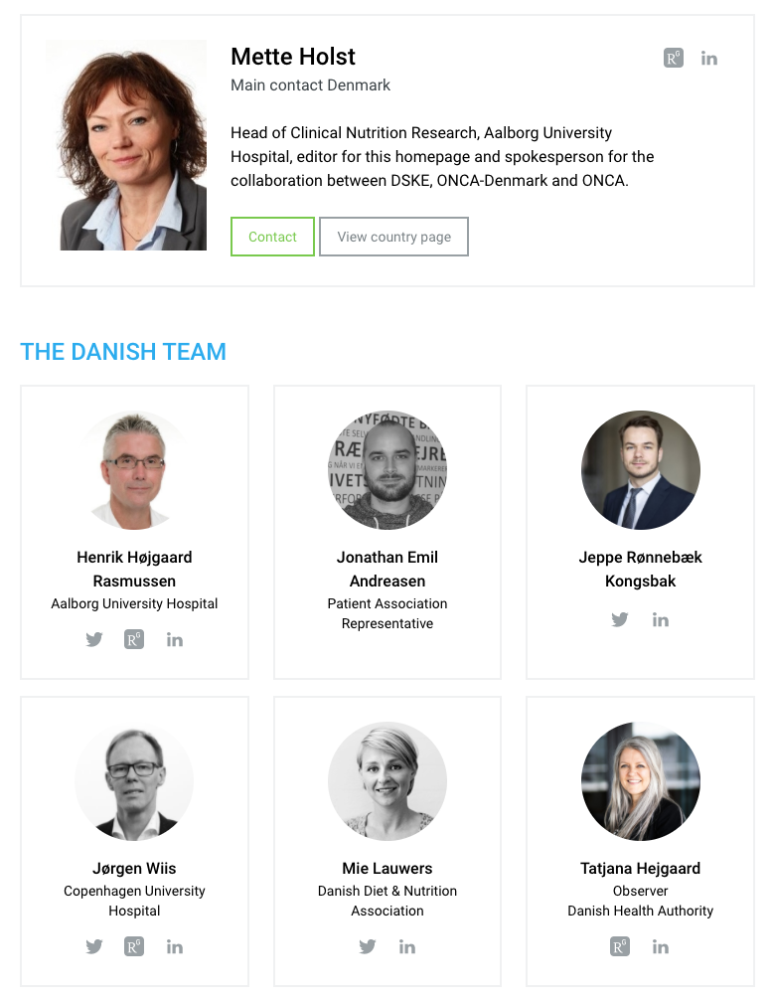 Mette Holst
Main contact Denmark
Head of Clinical Nutrition Research, Aalborg University
Hospital, editor for this homepage and spokesperson for the
collaboration between DSKE, ONCA-Denmark and ONCA.
Contact
View country page
THE DANISH TEAM
Henrik Højgaard
Rasmussen
Aalborg University Hospital
Jonathan Emil
Andreasen
Patient Association
Representative
Jeppe Rønnebæk
Kongsbak
Jørgen Wiis
Copenhagen University
Hospital
Mie Lauwers
Danish Diet & Nutrition
Association
Tatjana Hejgaard
Observer
Danish Health Authority